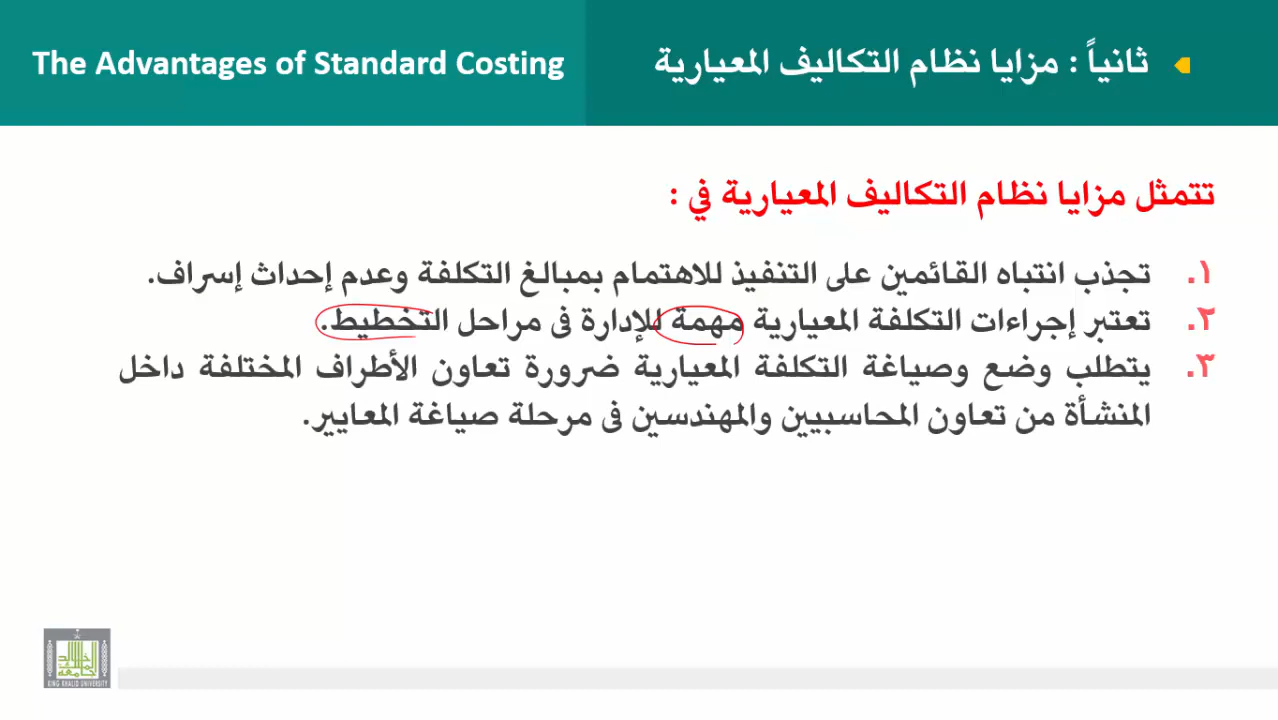 ثانياً : مزايا نظام التكاليف المعيارية
The Advantages of Standard Costing
تتمثل مزايا نظام التكاليف المعيارية في :
١. تجذب انتباه القائمين على التنفيذ للاهتمام بمبالغ التكلفة وعدم إحداث إسراف.
٢. تعتبر إجراءات التكلفة المعيارية مهمة للإدارة فى مراحل التخطيط.
٣. يتطلب وضع وصياغة التكلفة المعيارية ضرورة تعاون الأطراف المختلفة داخل
المنشأة من تعاون المحاسبيين والمهندسين فى مرحلة صياغة المعايير.
KING KHALID UNIVERSITY